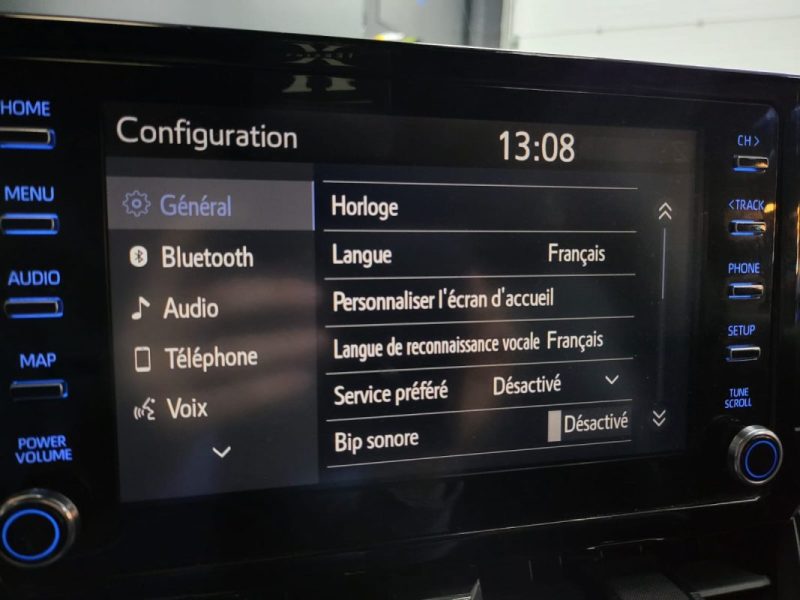 HOME
MENU
AUDIO
MAP
POWER
VOLUME
Configuration
13:08
Général
Bluetooth
Audio
Téléphone
Voix
Horloge
Langue Français
Personnaliser l'écran d'accueil
Langue de reconnaissance vocale Français
Service préféré Désactivé
Bip sonore Désactivé
CH >
< TRACK
PHONE
SETUP
TUNE
SCROLL